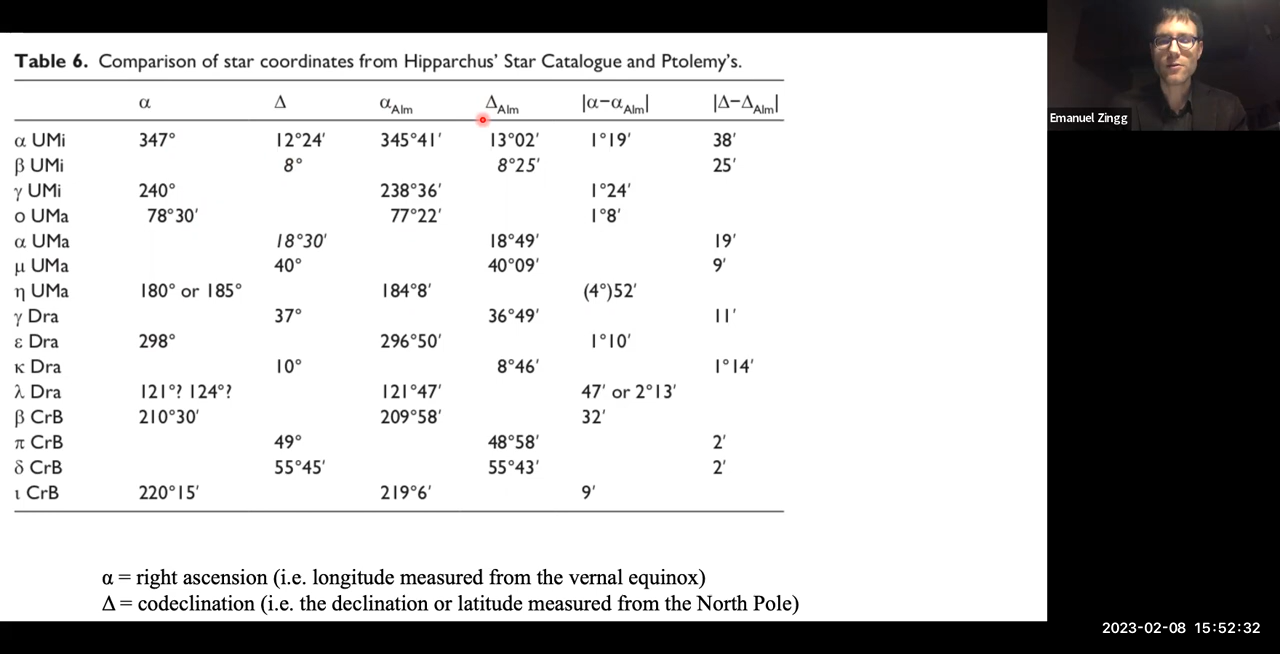 Table 6. Comparison of star coordinates from Hipparchus' Star Catalogue and Ptolemy's.
α Δ αAlm ΔAlm |α−αAlm| |Δ−ΔAlm|
α UMi 347° 12°24′ 345°41′ 13°02′ 1°19′ 38′
β UMi 8° 8°25′ 25′
γ UMi 240° 238°36′ 1°24′
ο UMa 78°30′ 77°22′ 1°8′
α UMa 18°30′ 18°49′ 19′
μ UMa 40° 40°09′ 9′
η UMa 180° or 185° 184°8′ (4°)52′
γ Dra 37° 36°49′ 11′
ε Dra 298° 296°50′ 1°10′
κ Dra 10° 8°46′ 1°14′
λ Dra 121°? 124°? 121°47′ 47′ or 2°13′
β CrB 210°30′ 209°58′ 32′
π CrB 49° 48°58′ 2′
δ CrB 55°45′ 55°43′ 2′
ι CrB 220°15′ 219°6′ 9′
α = right ascension (i.e. longitude measured from the vernal equinox)
Δ = codeclination (i.e. the declination or latitude measured from the North Pole)
Emanuel Zingg
2023-02-08 15:52:32